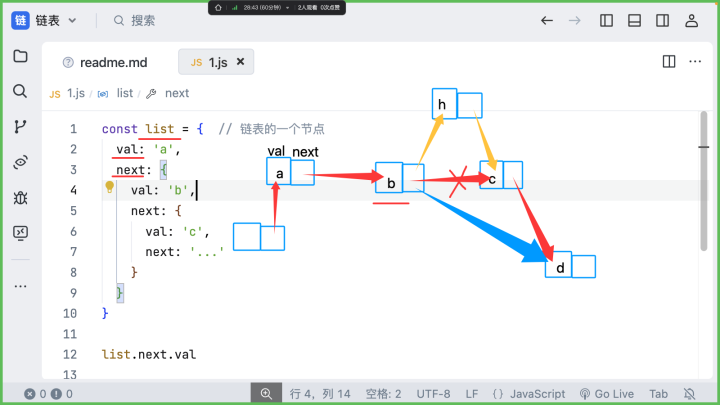 链 链表
搜索
28:43 (60分钟) 2人观看 0次点赞
readme.md
JS 1.js
JS 1.js / list / next
1 const list = { // 链表的一个节点
2 val: 'a',
3 next: {
4 val: 'b',
5 next: {
6 val: 'c',
7 next: '...'
8 }
9 }
10 }
11
12 list.next.val
13
val next
a
b
h
c
d
0 0
行 4，列 14 空格: 2 UTF-8 LF {} JavaScript Go Live Tab